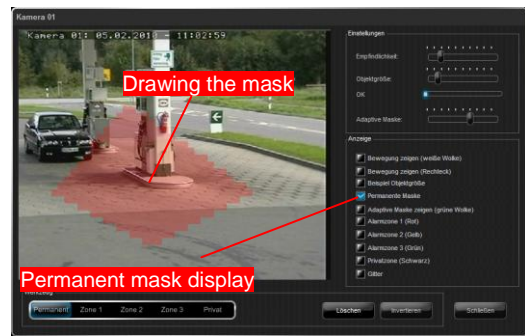 Kamera 01
Kamera 01: 05.02.2010 - 11:02:59
Drawing the mask
Permanent mask display
Einstellungen
Empfindlichkeit:
Objektgröße:
OK
Adaptive Maske:
Anzeige
Bewegung zeigen (weiße Wolke)
Bewegung zeigen (Rechteck)
Beispiel Objektgröße
Permanente Maske
Adaptive Maske zeigen (grüne Wolke)
Alarmzone 1 (Rot)
Alarmzone 2 (Gelb)
Alarmzone 3 (Grün)
Privatzone (Schwarz)
Gitter
Werkzeug
Permanent Zone 1 Zone 2 Zone 3 Privat
Löschen Invertieren Schließen